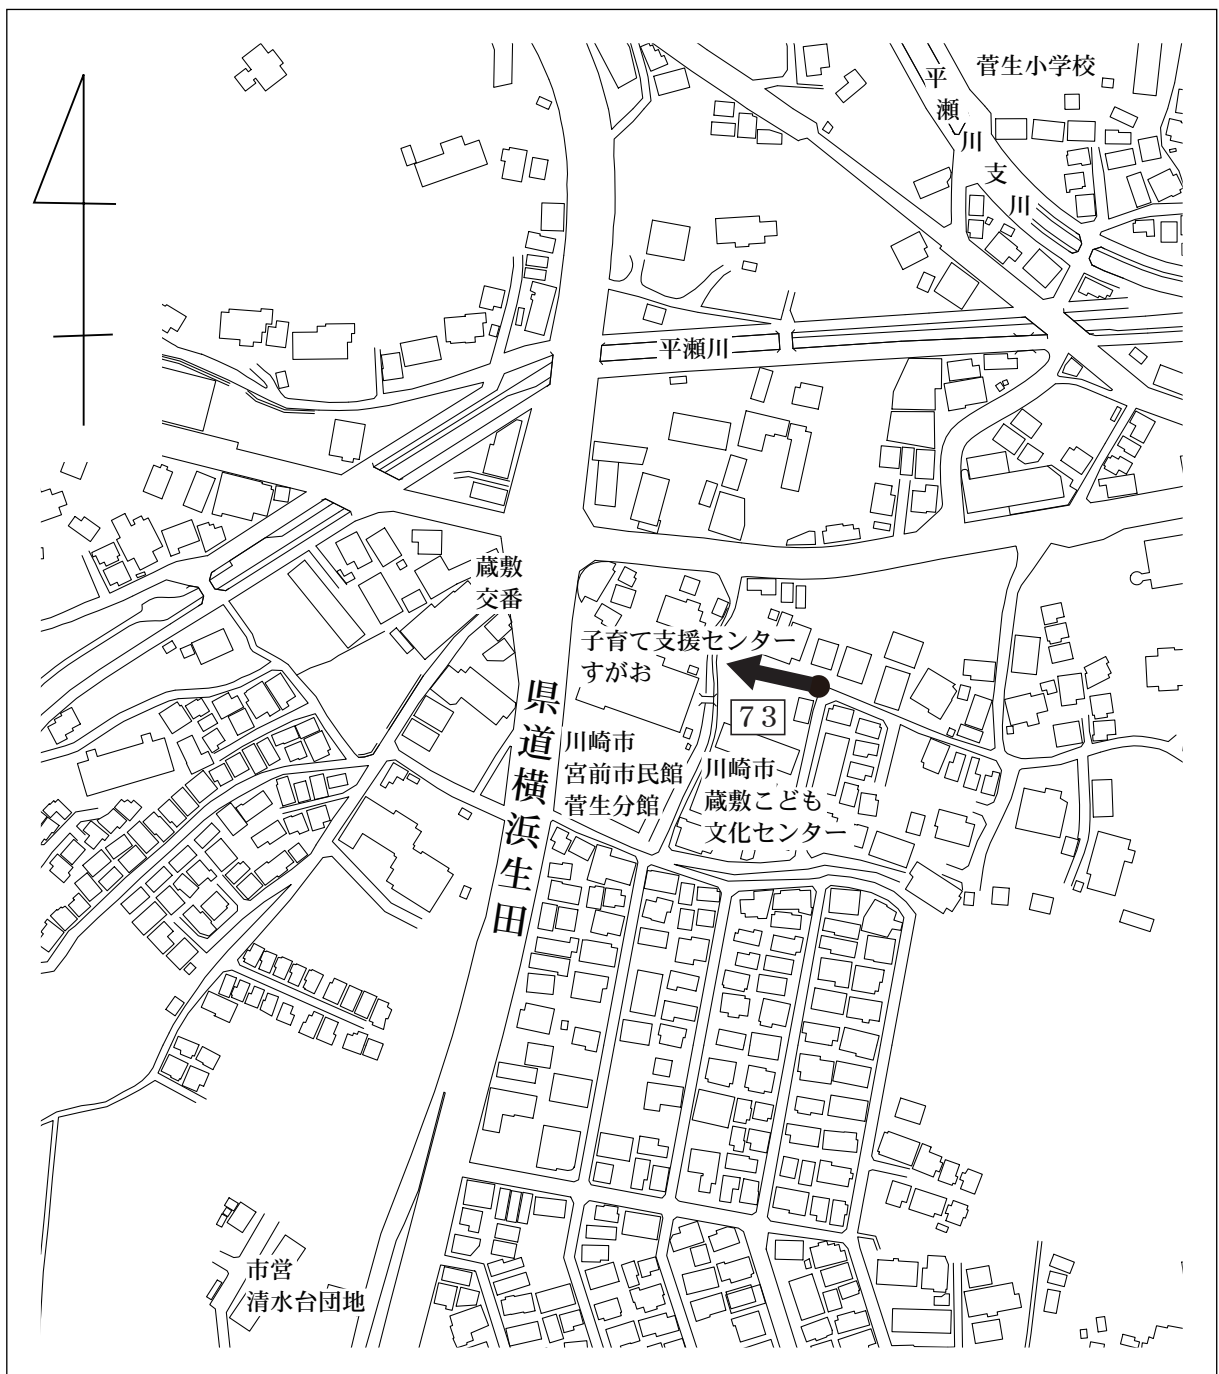 菅生小学校
平瀬川支川
平瀬川
蔵敷
交番
子育て支援センター
すがお
73
県道横浜生田
川崎市
宮前市民館
菅生分館
川崎市
蔵敷こども
文化センター
市営
清水台団地